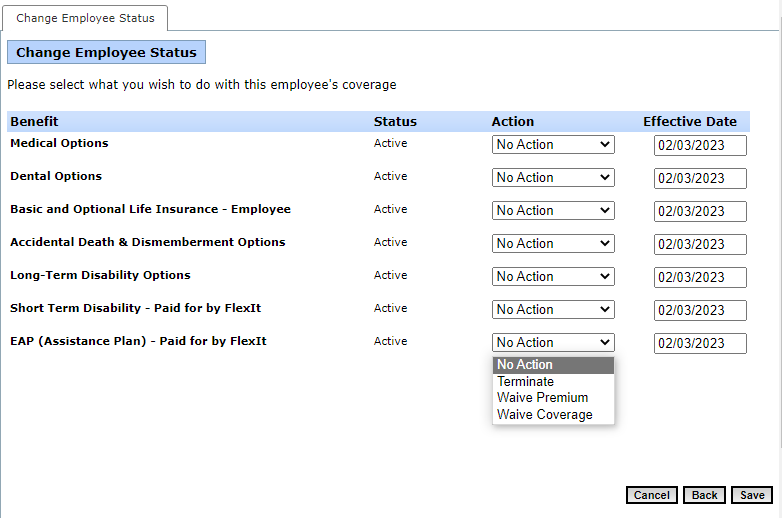 Change Employee Status
Change Employee Status
Please select what you wish to do with this employee's coverage
Benefit Status Action Effective Date
Medical Options Active No Action 02/03/2023
Dental Options Active No Action 02/03/2023
Basic and Optional Life Insurance - Employee Active No Action 02/03/2023
Accidental Death & Dismemberment Options Active No Action 02/03/2023
Long-Term Disability Options Active No Action 02/03/2023
Short Term Disability - Paid for by FlexIt Active No Action 02/03/2023
EAP (Assistance Plan) - Paid for by FlexIt Active No Action 02/03/2023
No Action
Terminate
Waive Premium
Waive Coverage
Cancel Back Save